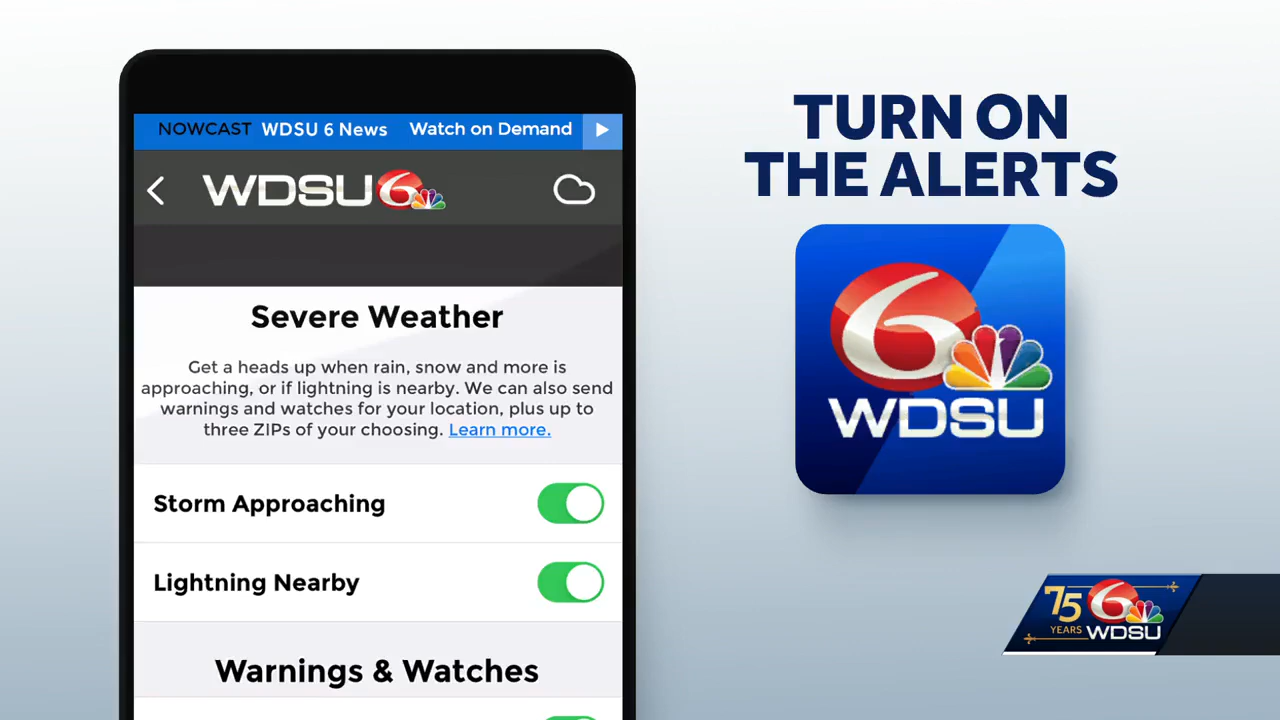 NOWCAST WDSU 6 News Watch on Demand
WDSU 6
Severe Weather
Get a heads up when rain, snow and more is
approaching, or if lightning is nearby. We can also send
warnings and watches for your location, plus up to
three ZIPs of your choosing. Learn more.
Storm Approaching
Lightning Nearby
Warnings & Watches
TURN ON
THE ALERTS
6
WDSU
75 6
YEARS WDSU